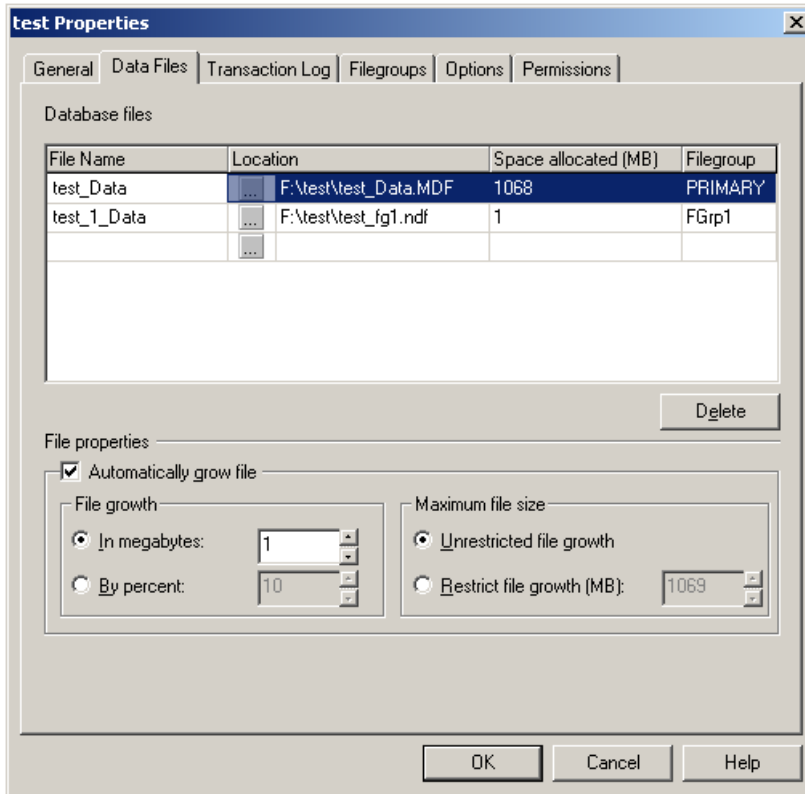 test Properties
General Data Files Transaction Log Filegroups Options Permissions
Database files
File Name Location Space allocated (MB) Filegroup
test_Data ... F:\test\test_Data.MDF 1068 PRIMARY
test_1_Data ... F:\test\test_fg1.ndf 1 FGrp1
...
Delete
File properties
Automatically grow file
File growth Maximum file size
In megabytes: 1 Unrestricted file growth
By percent: 10 Restrict file growth (MB): 1069
OK Cancel Help